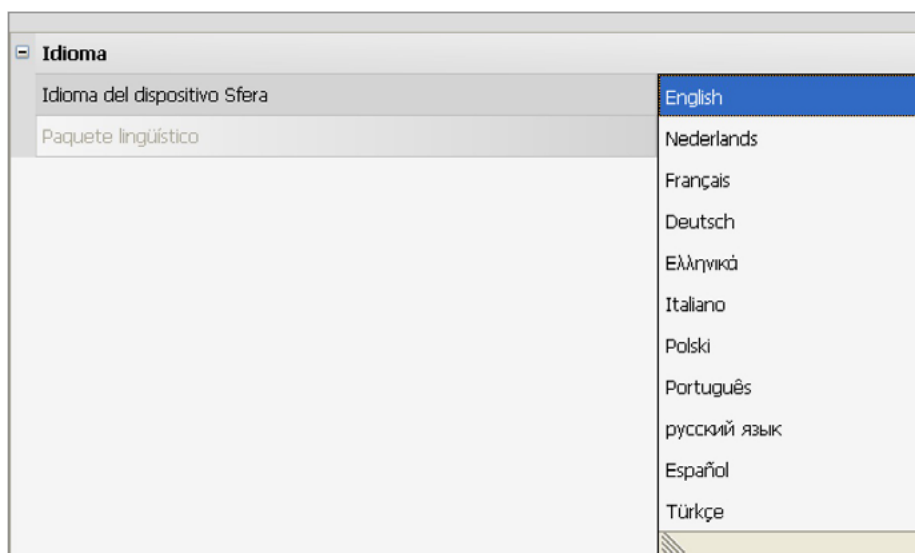 Idioma
Idioma del dispositivo Sfera
English
Paquete lingüístico
Nederlands
Français
Deutsch
Ελληνικά
Italiano
Polski
Português
русский язык
Español
Türkçe